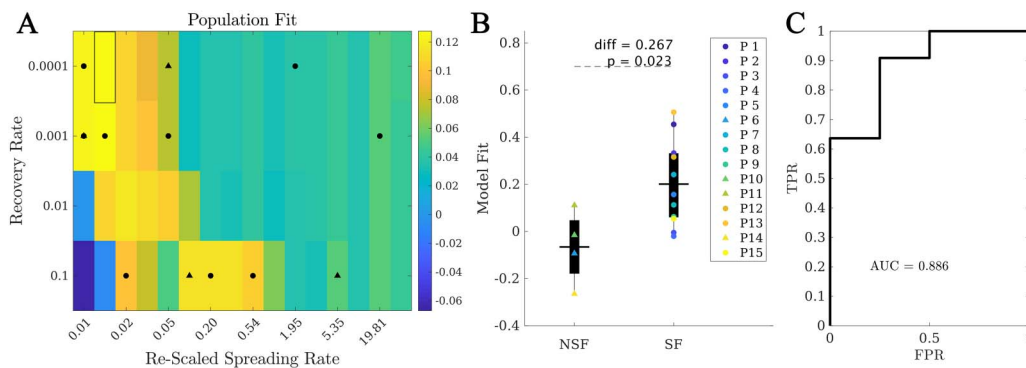 A
Population Fit
Recovery Rate
0.0001
0.001
0.01
0.1
0.01
0.02
0.05
0.20
0.54
1.95
5.35
19.81
Re-Scaled Spreading Rate
0.12
0.1
0.08
0.06
0.04
0.02
0
-0.02
-0.04
-0.06
B
Model Fit
0.8
0.6
0.4
0.2
0
-0.2
-0.4
diff = 0.267
p = 0.023
NSF
SF
P 1
P 2
P 3
P 4
P 5
P 6
P 7
P 8
P 9
P10
P11
P12
P13
P14
P15
C
TPR
1
0.9
0.8
0.7
0.6
0.5
0.4
0.3
0.2
0.1
0
AUC = 0.886
0
0.5
1
FPR